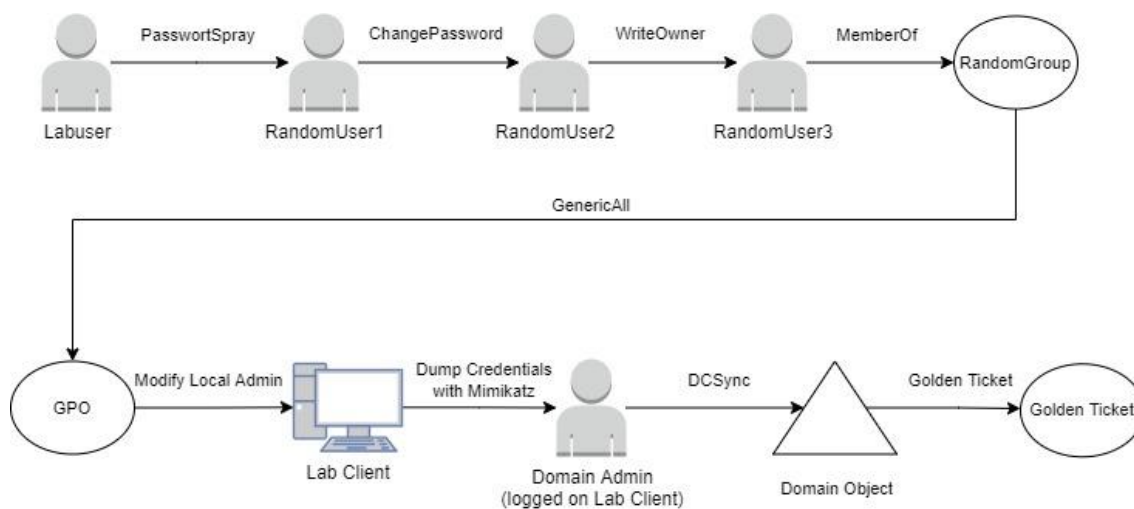 PasswortSpray
ChangePassword
WriteOwner
MemberOf
RandomGroup
Labuser
RandomUser1
RandomUser2
RandomUser3
GenericAll
GPO
Modify Local Admin
Lab Client
Dump Credentials
with Mimikatz
Domain Admin
(logged on Lab Client)
DCSync
Domain Object
Golden Ticket
Golden Ticket